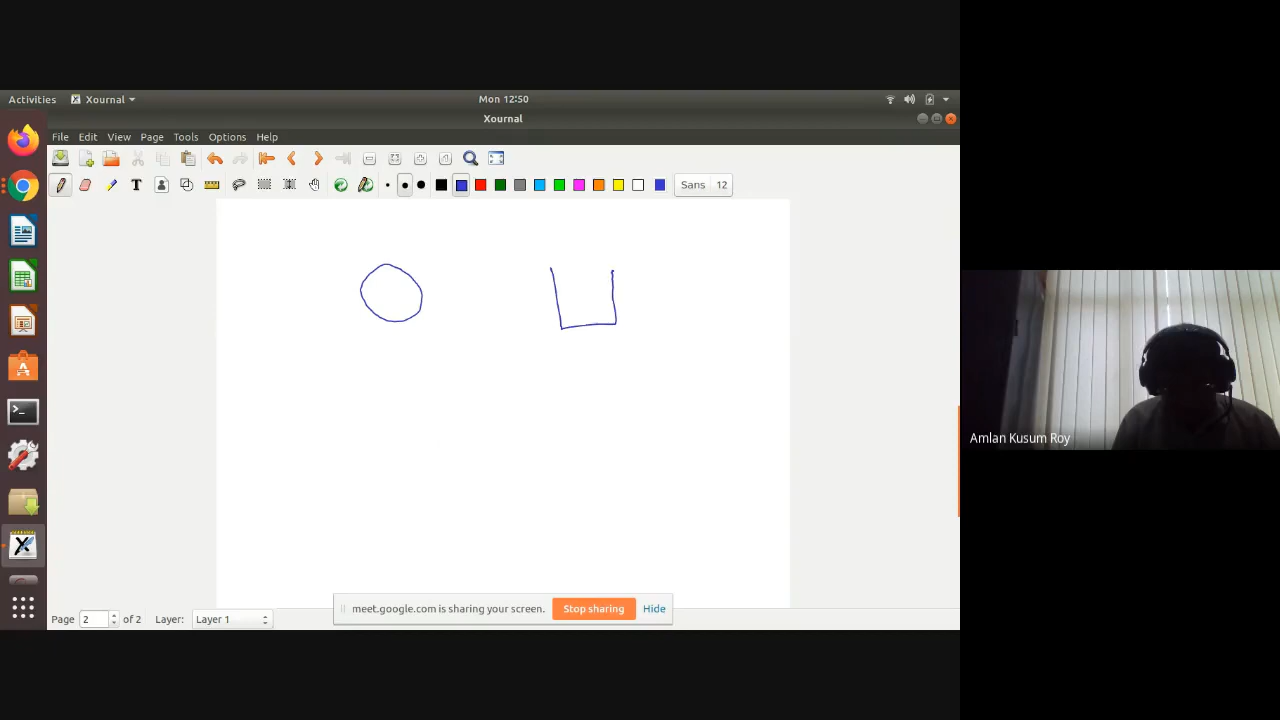 Activities Xournal Mon 12:50
Xournal
File Edit View Page Tools Options Help
T Sans 12
Amlan Kusum Roy
meet.google.com is sharing your screen. Stop sharing Hide
Page 2 of 2 Layer: Layer 1